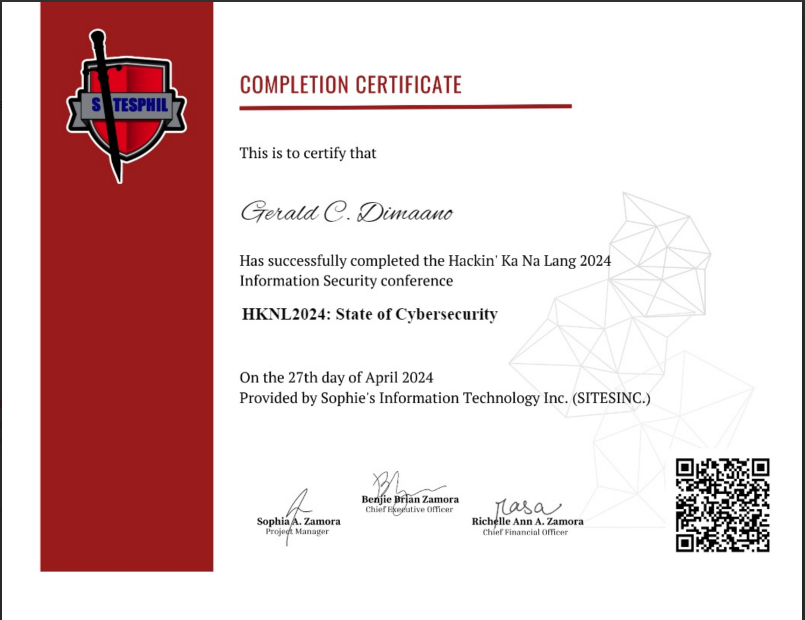 SITESPHIL
COMPLETION CERTIFICATE
This is to certify that
Gerald C. Dimaano
Has successfully completed the Hackin' Ka Na Lang 2024
Information Security conference
HKNL2024: State of Cybersecurity
On the 27th day of April 2024
Provided by Sophie's Information Technology Inc. (SITESINC.)
Sophia A. Zamora
Project Manager
Benjie Brian Zamora
Chief Executive Officer
rasa
Richelle Ann A. Zamora
Chief Financial Officer